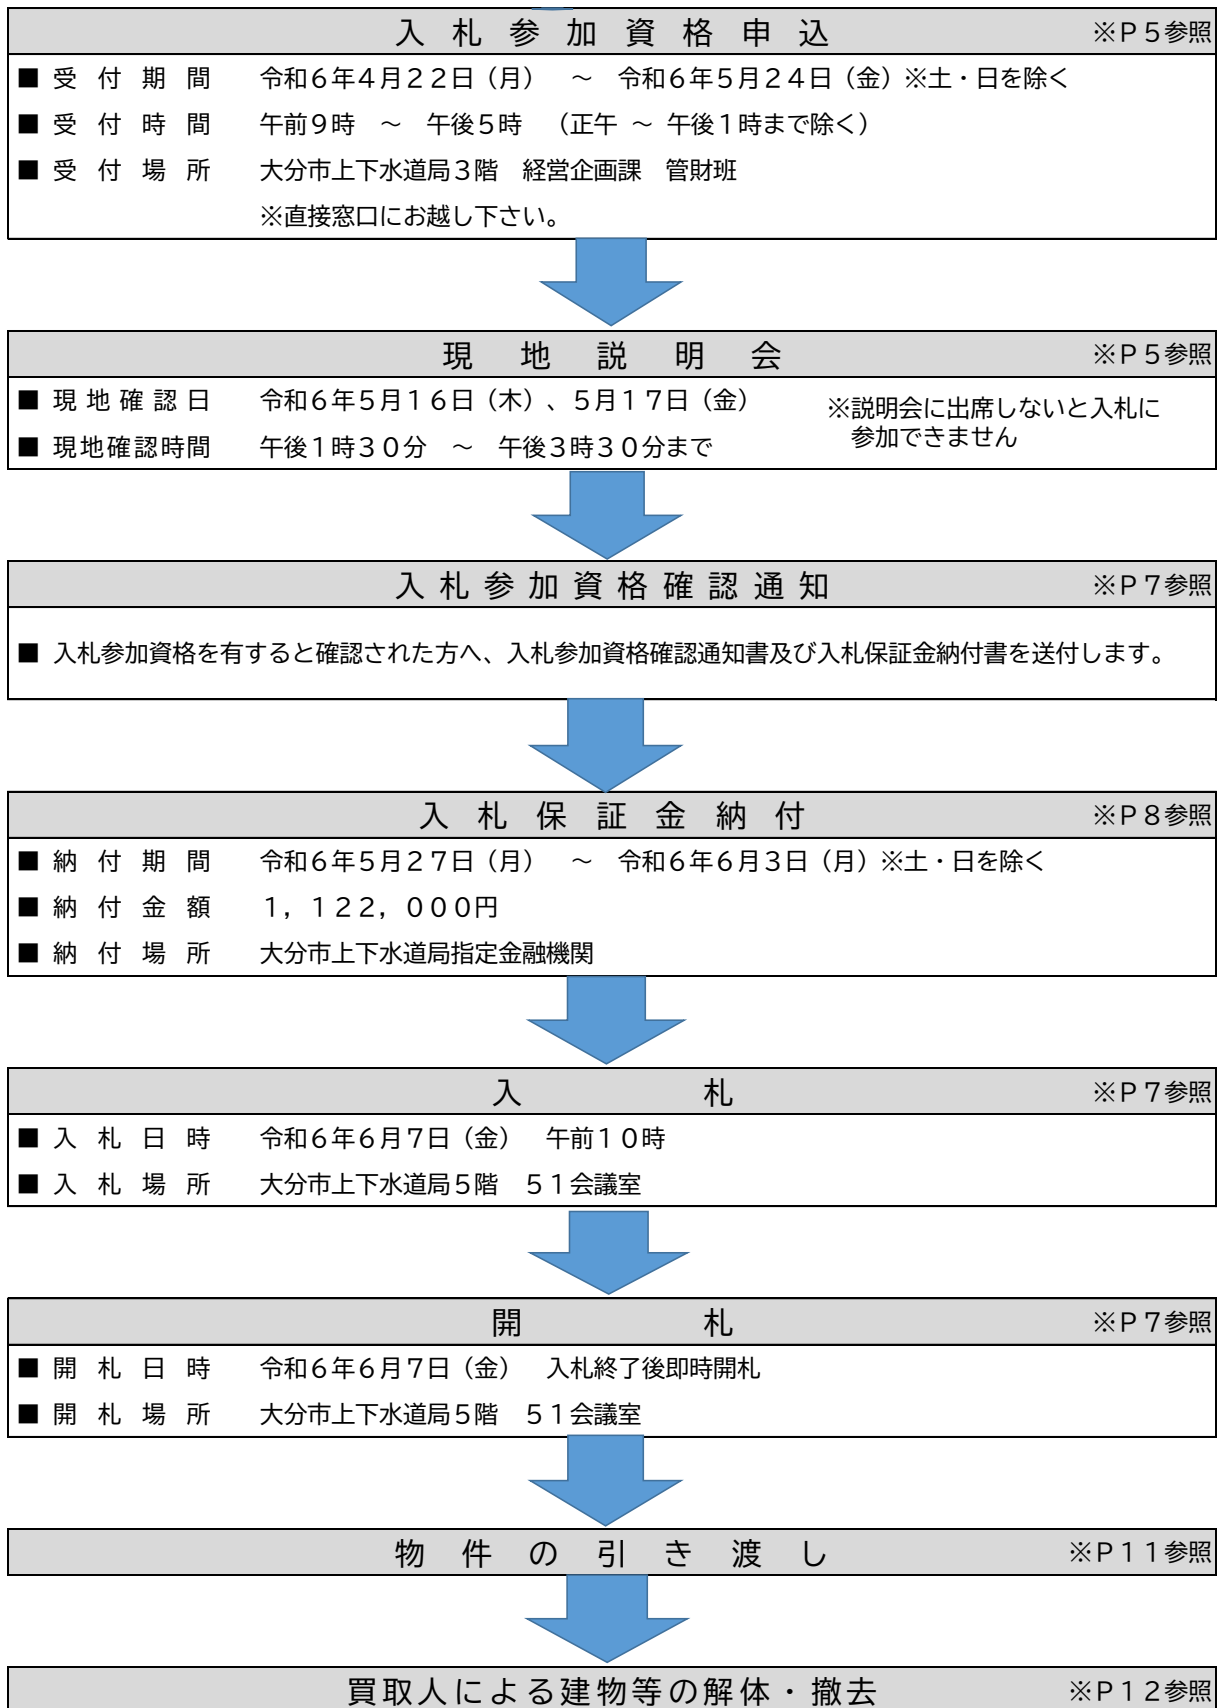 入札参加資格申込 ※Ｐ５参照
■ 受付期間 令和６年４月２２日（月） ～ 令和６年５月２４日（金）※土・日を除く
■ 受付時間 午前９時 ～ 午後５時 （正午 ～ 午後１時まで除く）
■ 受付場所 大分市上下水道局３階 経営企画課 管財班
※直接窓口にお越し下さい。
現地説明会 ※Ｐ５参照
■ 現地確認日 令和６年５月１６日（木）、５月１７日（金）
■ 現地確認時間 午後１時３０分 ～ 午後３時３０分まで
※説明会に出席しないと入札に
参加できません
入札参加資格確認通知 ※Ｐ７参照
■ 入札参加資格を有すると確認された方へ、入札参加資格確認通知書及び入札保証金納付書を送付します。
入札保証金納付 ※Ｐ８参照
■ 納付期間 令和６年５月２７日（月） ～ 令和６年６月３日（月）※土・日を除く
■ 納付金額 １，１２２，０００円
■ 納付場所 大分市上下水道局指定金融機関
入札 ※Ｐ７参照
■ 入札日時 令和６年６月７日（金） 午前１０時
■ 入札場所 大分市上下水道局５階 ５１会議室
開札 ※Ｐ７参照
■ 開札日時 令和６年６月７日（金） 入札終了後即時開札
■ 開札場所 大分市上下水道局５階 ５１会議室
物件の引き渡し ※Ｐ１１参照
買取人による建物等の解体・撤去 ※Ｐ１２参照